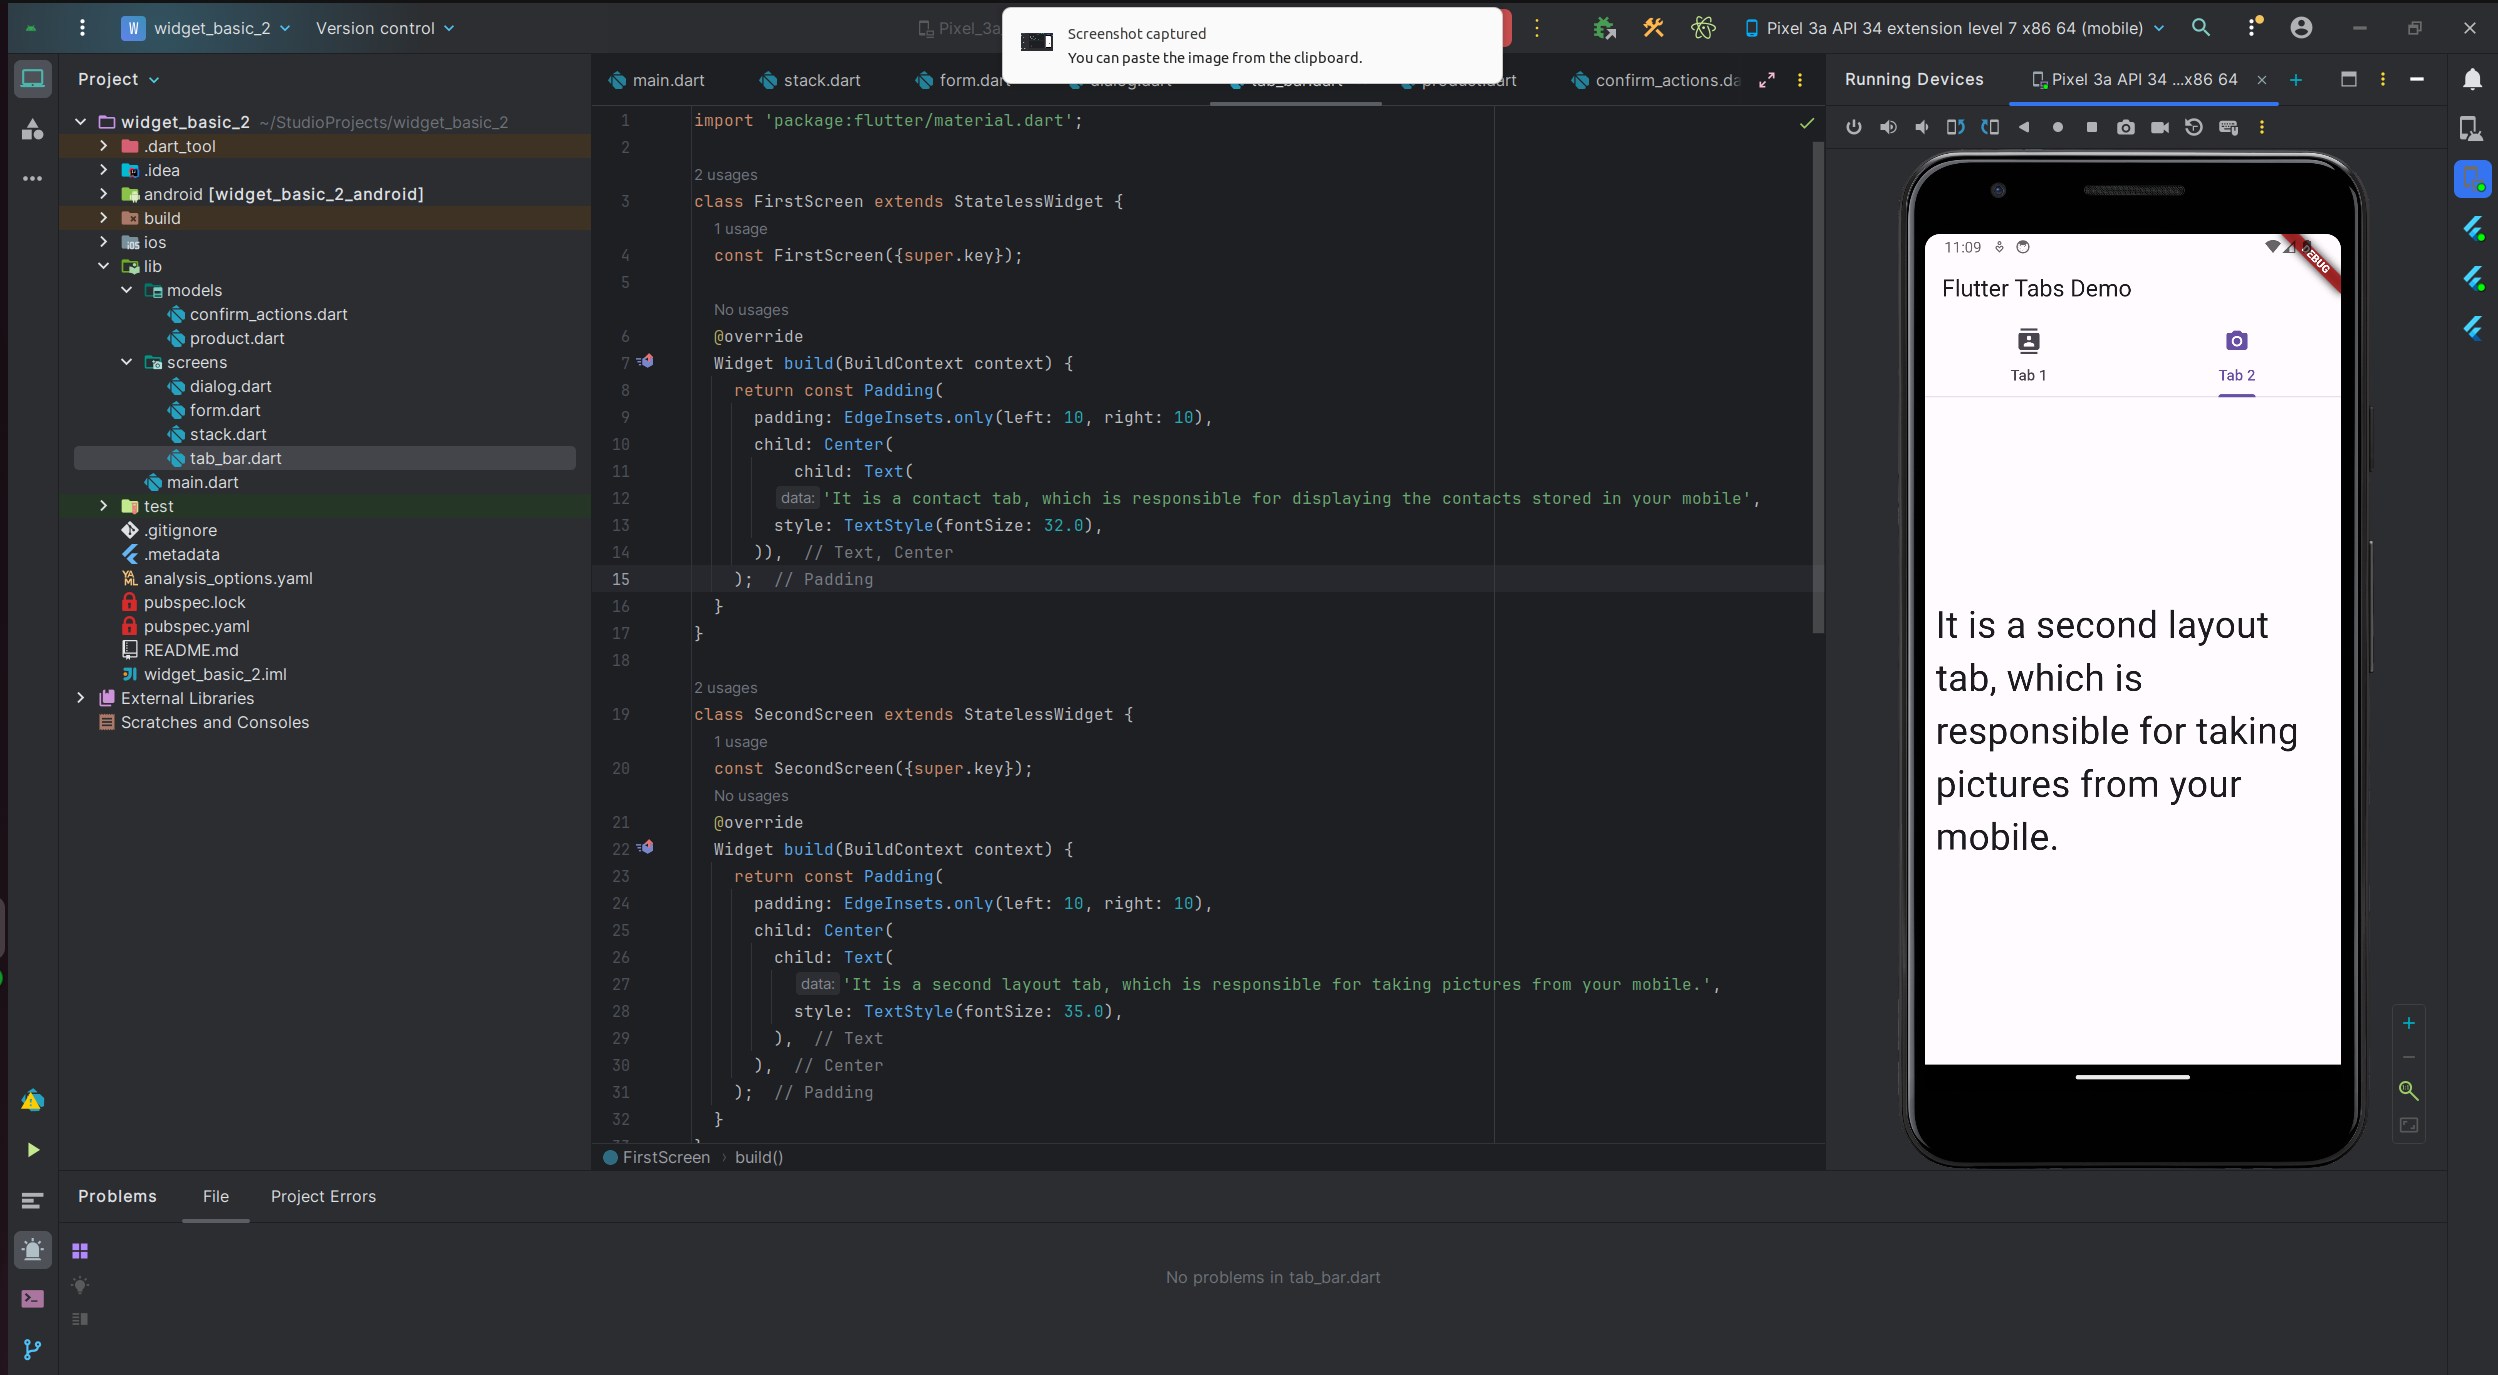 W widget_basic_2 Version control Pixel_3a Pixel 3a API 34 extension level 7 x86 64 (mobile)
Screenshot captured
You can paste the image from the clipboard.
Project
main.dart stack.dart form.dart dialog.dart tab_bar.dart product.dart confirm_actions.da
Running Devices Pixel 3a API 34 ...x86 64
widget_basic_2 ~/StudioProjects/widget_basic_2
.dart_tool
.idea
android [widget_basic_2_android]
build
ios
lib
models
confirm_actions.dart
product.dart
screens
dialog.dart
form.dart
stack.dart
tab_bar.dart
main.dart
test
.gitignore
.metadata
analysis_options.yaml
pubspec.lock
pubspec.yaml
README.md
widget_basic_2.iml
External Libraries
Scratches and Consoles
1 import 'package:flutter/material.dart';
2
2 usages
3 class FirstScreen extends StatelessWidget {
1 usage
4 const FirstScreen({super.key});
5
No usages
6 @override
7 Widget build(BuildContext context) {
8 return const Padding(
9 padding: EdgeInsets.only(left: 10, right: 10),
10 child: Center(
11 child: Text(
12 data: 'It is a contact tab, which is responsible for displaying the contacts stored in your mobile',
13 style: TextStyle(fontSize: 32.0),
14 )), // Text, Center
15 ); // Padding
16 }
17 }
18
2 usages
19 class SecondScreen extends StatelessWidget {
1 usage
20 const SecondScreen({super.key});
No usages
21 @override
22 Widget build(BuildContext context) {
23 return const Padding(
24 padding: EdgeInsets.only(left: 10, right: 10),
25 child: Center(
26 child: Text(
27 data: 'It is a second layout tab, which is responsible for taking pictures from your mobile.',
28 style: TextStyle(fontSize: 35.0),
29 ), // Text
30 ), // Center
31 ); // Padding
32 }
FirstScreen › build()
11:09
DEBUG
Flutter Tabs Demo
Tab 1 Tab 2
It is a second layout
tab, which is
responsible for taking
pictures from your
mobile.
Problems File Project Errors
No problems in tab_bar.dart